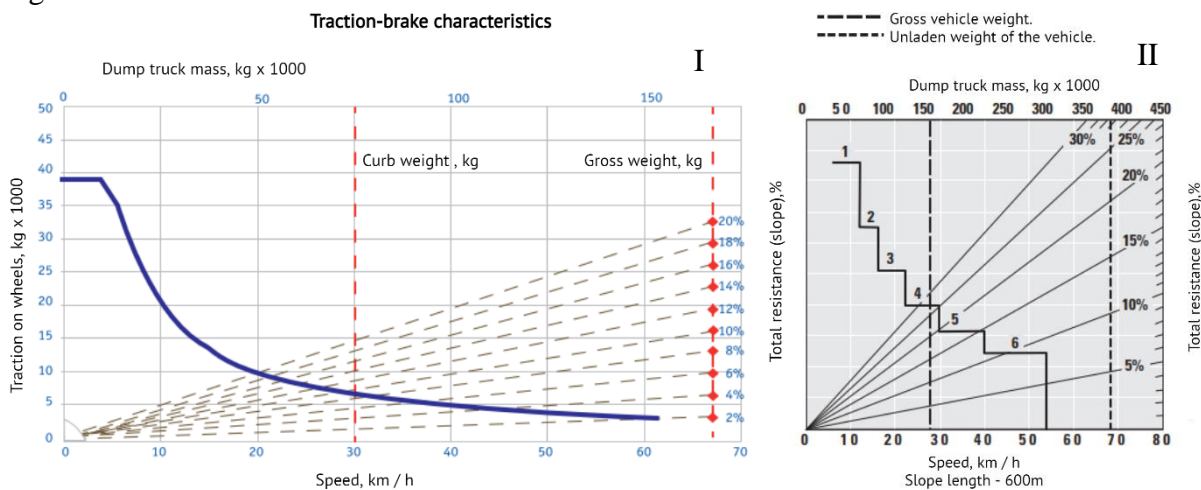 Traction-brake characteristics
I
Dump truck mass, kg x 1000
0 50 100 150
Traction on wheels, kg x 1000
50
45
40
35
30
25
20
15
10
5
0
Curb weight , kg
Gross weight, kg
20%
18%
16%
14%
12%
10%
8%
6%
4%
2%
0 10 20 30 40 50 60 70
Speed, km / h
Gross vehicle weight.
Unladen weight of the vehicle.
II
Dump truck mass, kg x 1000
0 50 100 150 200 250 300 350 400 450
Total resistance (slope),%
1
2
3
4
5
6
30%
25%
20%
15%
10%
5%
Total resistance (slope),%
0 10 20 30 40 50 60 70 80
Speed, km / h
Slope length - 600m